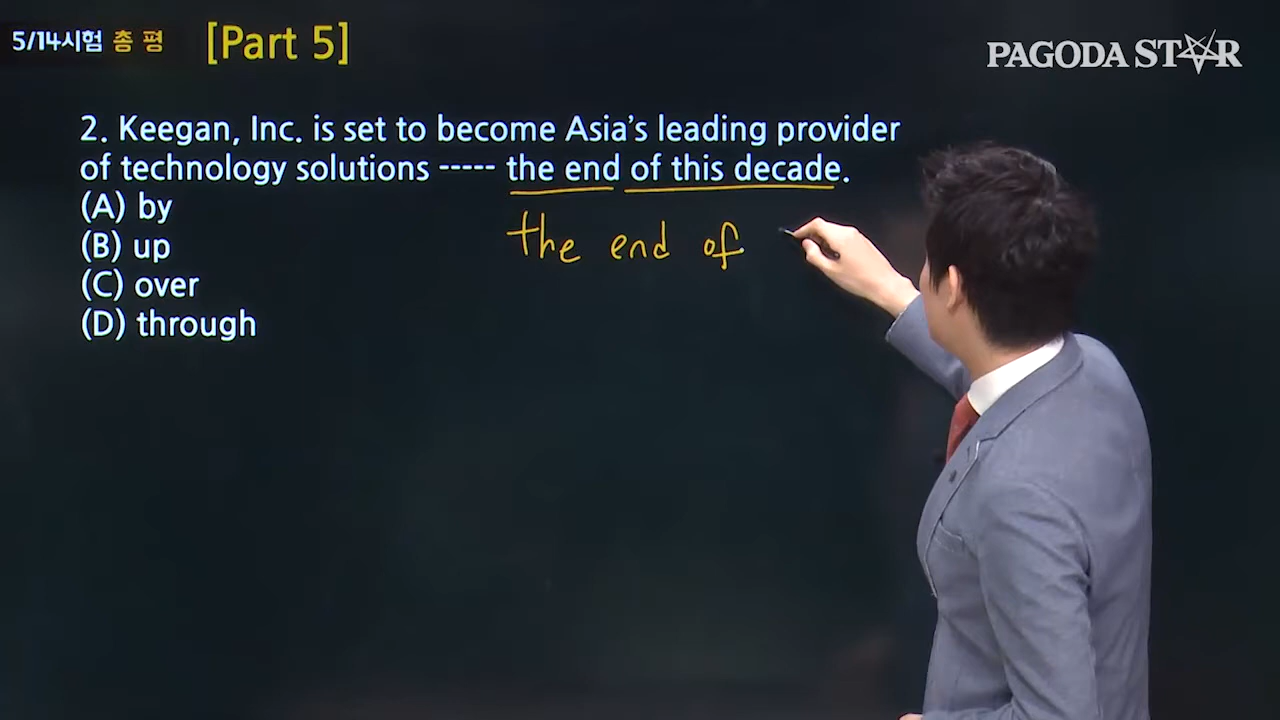 5/14시험 총평 [Part 5]
PAGODA STAR
2. Keegan, Inc. is set to become Asia's leading provider
of technology solutions ----- the end of this decade.
(A) by
(B) up
(C) over
(D) through
the end of